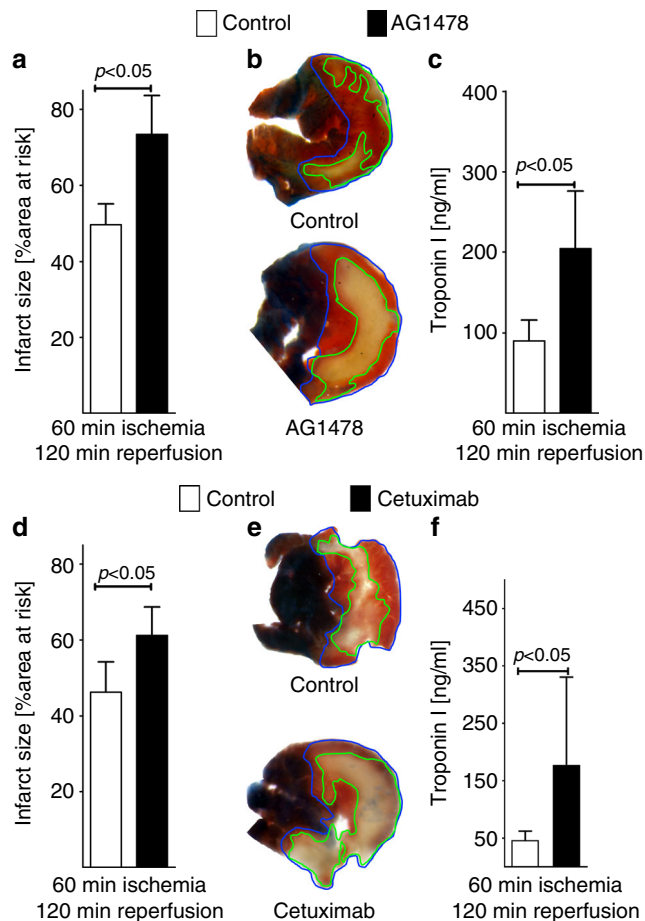 Control AG1478
a b c
p<0.05
Infarct size [%area at risk]
80
60
40
20
60 min ischemia
120 min reperfusion
Control
AG1478
p<0.05
Troponin I [ng/ml]
400
300
200
100
60 min ischemia
120 min reperfusion
Control Cetuximab
d e f
p<0.05
Infarct size [%area at risk]
80
60
40
20
60 min ischemia
120 min reperfusion
Control
Cetuximab
p<0.05
Troponin I [ng/ml]
450
350
250
150
50
60 min ischemia
120 min reperfusion